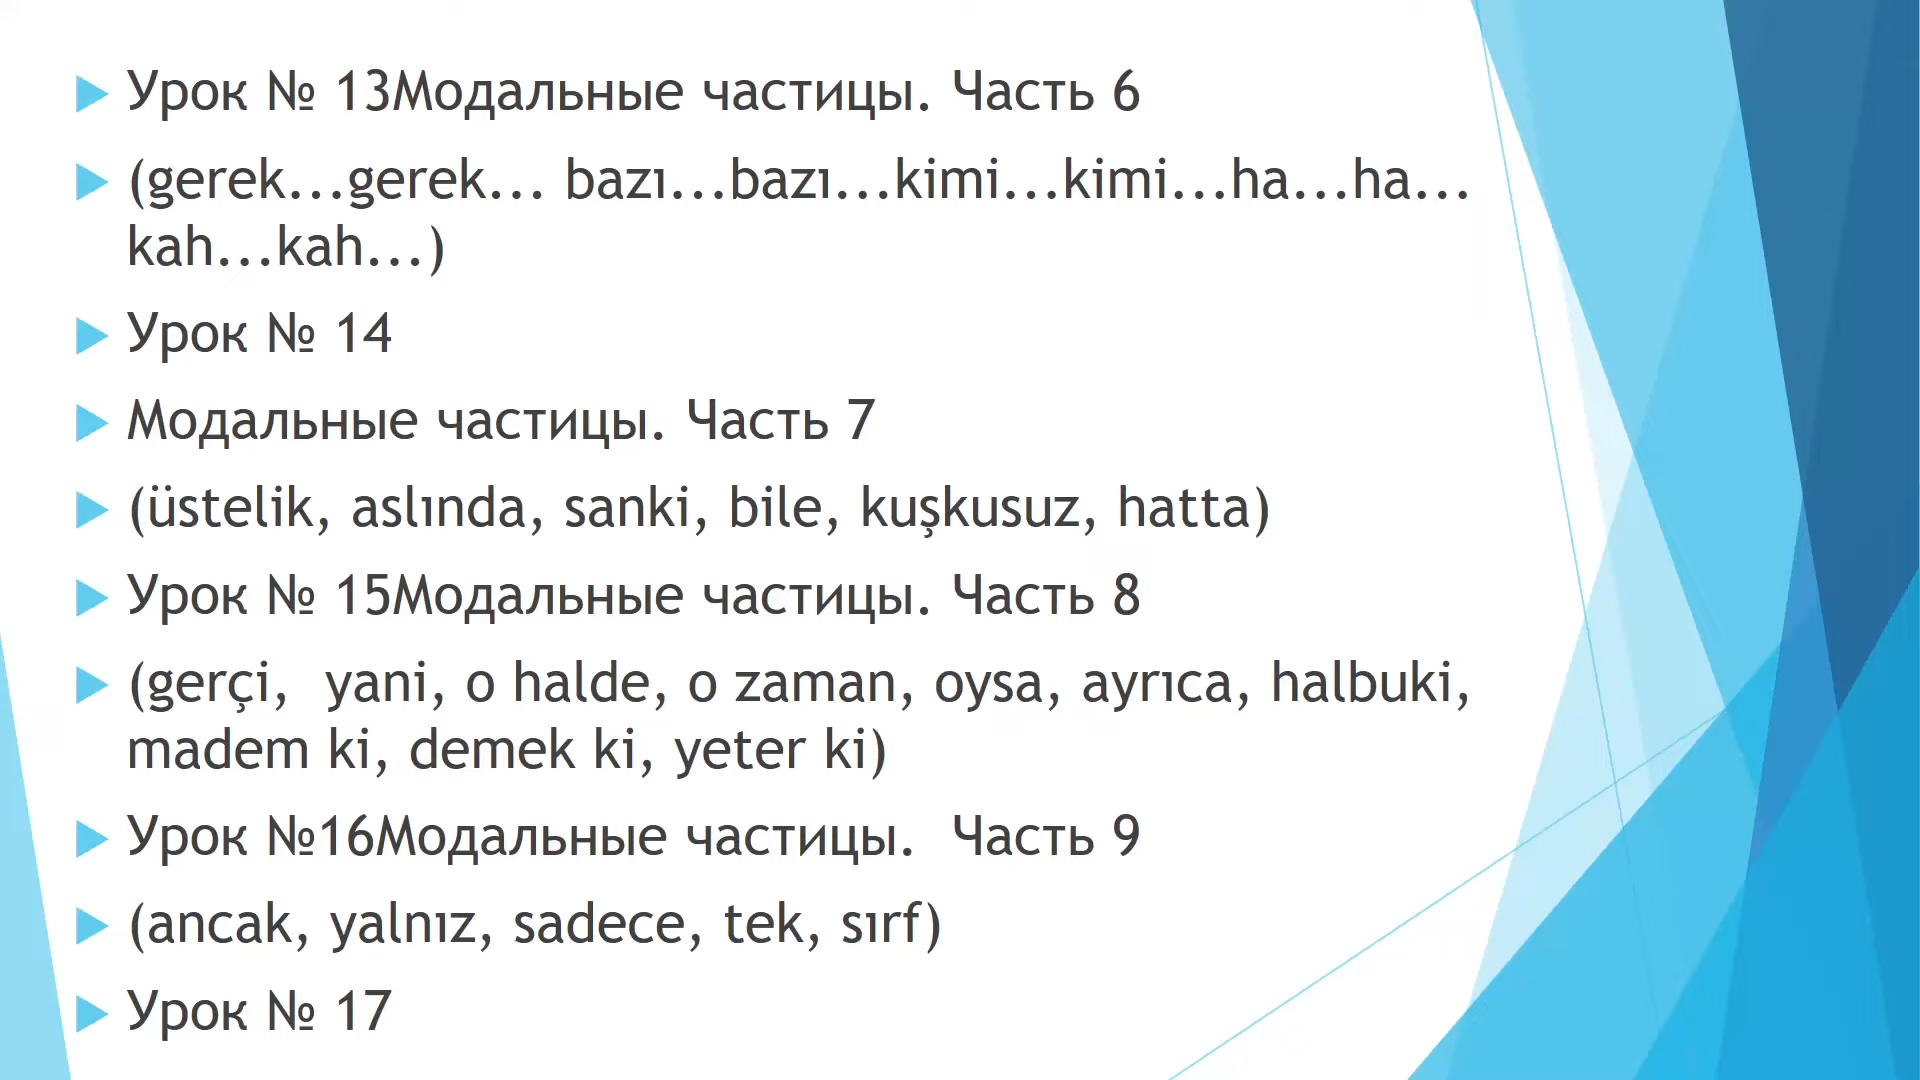 Урок № 13Модальные частицы. Часть 6
(gerek...gerek... bazı...bazı...kimi...kimi...ha...ha...
kah...kah...)
Урок № 14
Модальные частицы. Часть 7
(üstelik, aslında, sanki, bile, kuşkusuz, hatta)
Урок № 15Модальные частицы. Часть 8
(gerçi,  yani, o halde, o zaman, oysa, ayrıca, halbuki,
madem ki, demek ki, yeter ki)
Урок №16Модальные частицы.  Часть 9
(ancak, yalnız, sadece, tek, sırf)
Урок № 17